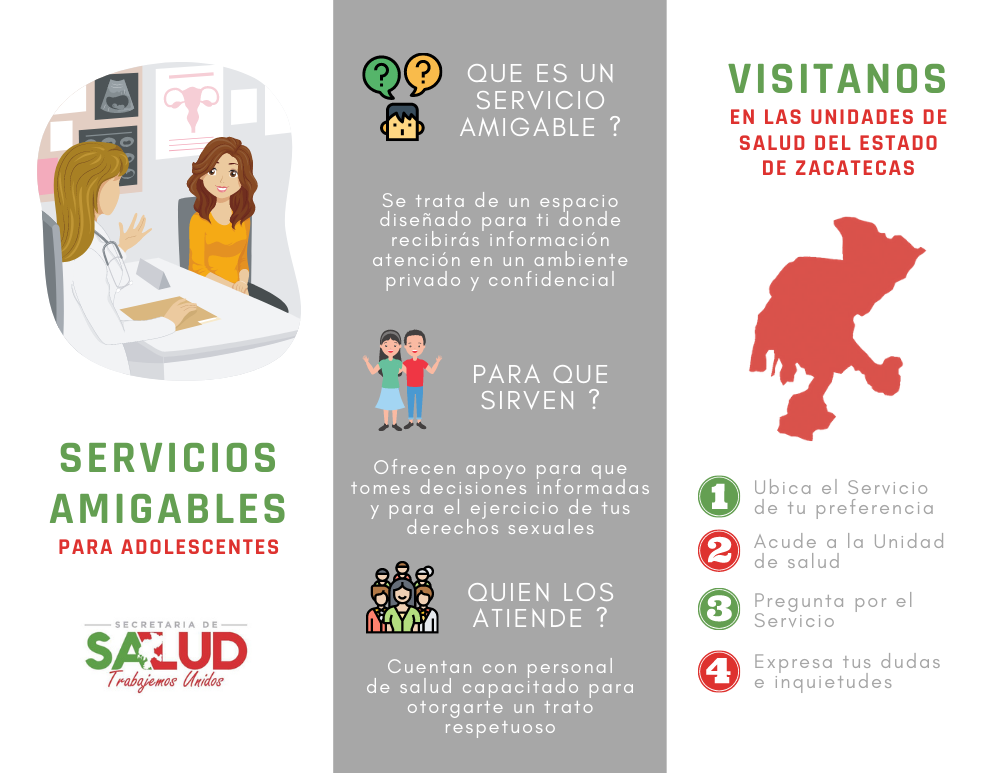 SERVICIOS
AMIGABLES
PARA ADOLESCENTES
SECRETARIA DE
SALUD
Trabajemos Unidos
QUE ES UN
SERVICIO
AMIGABLE ?
Se trata de un espacio
diseñado para ti donde
recibirás información
atención en un ambiente
privado y confidencial
PARA QUE
SIRVEN ?
Ofrecen apoyo para que
tomes decisiones informadas
y para el ejercicio de tus
derechos sexuales
QUIEN LOS
ATIENDE ?
Cuentan con personal
de salud capacitado para
otorgarte un trato
respetuoso
VISITANOS
EN LAS UNIDADES DE
SALUD DEL ESTADO
DE ZACATECAS
1 Ubica el Servicio
de tu preferencia
2 Acude a la Unidad
de salud
3 Pregunta por el
Servicio
4 Expresa tus dudas
e inquietudes